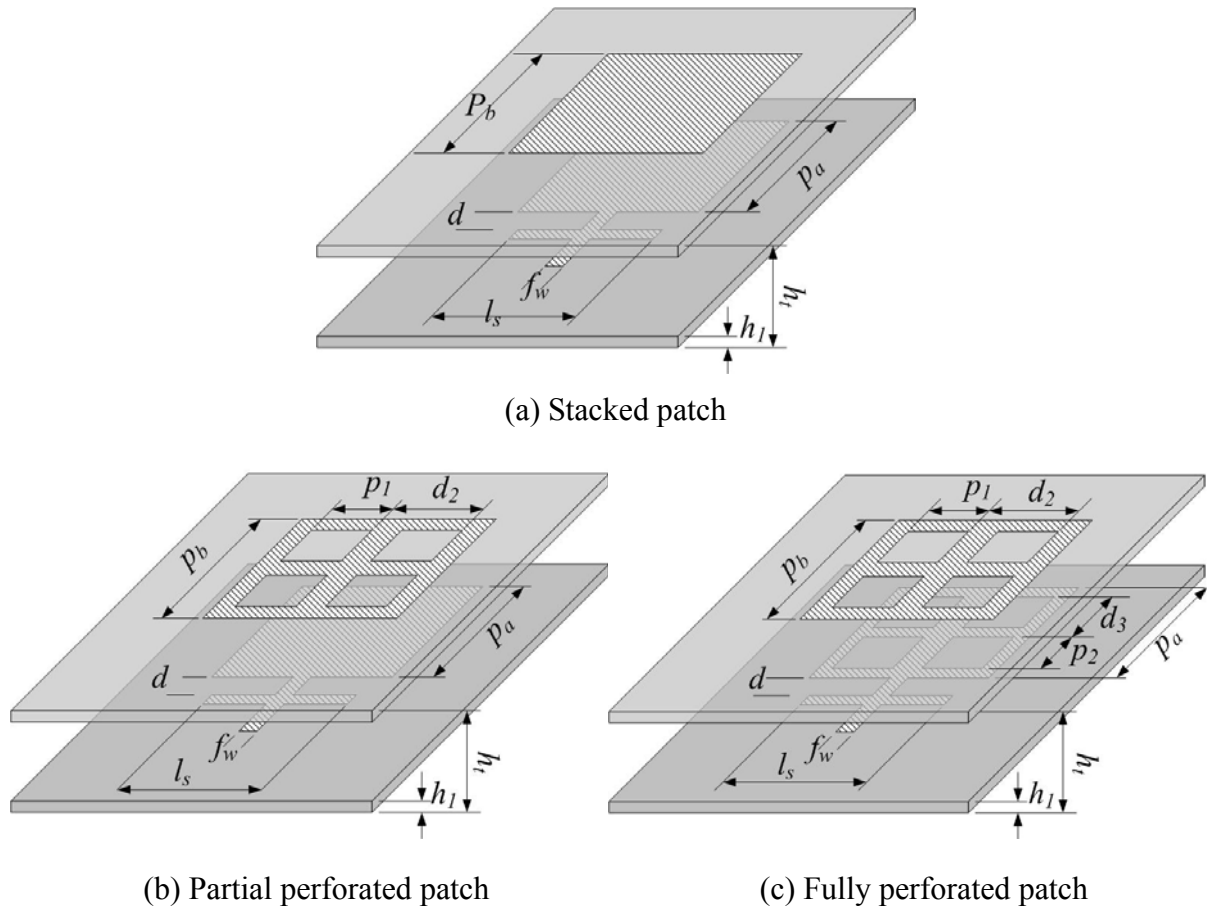 P_b
p_a
d
f_w
l_s
h_1
h_t
(a) Stacked patch
p_1
d_2
p_b
p_a
d
f_w
l_s
h_1
h_t
p_1
d_2
p_b
d_3
p_2
p_a
d
f_w
l_s
h_1
h_t
(b) Partial perforated patch
(c) Fully perforated patch